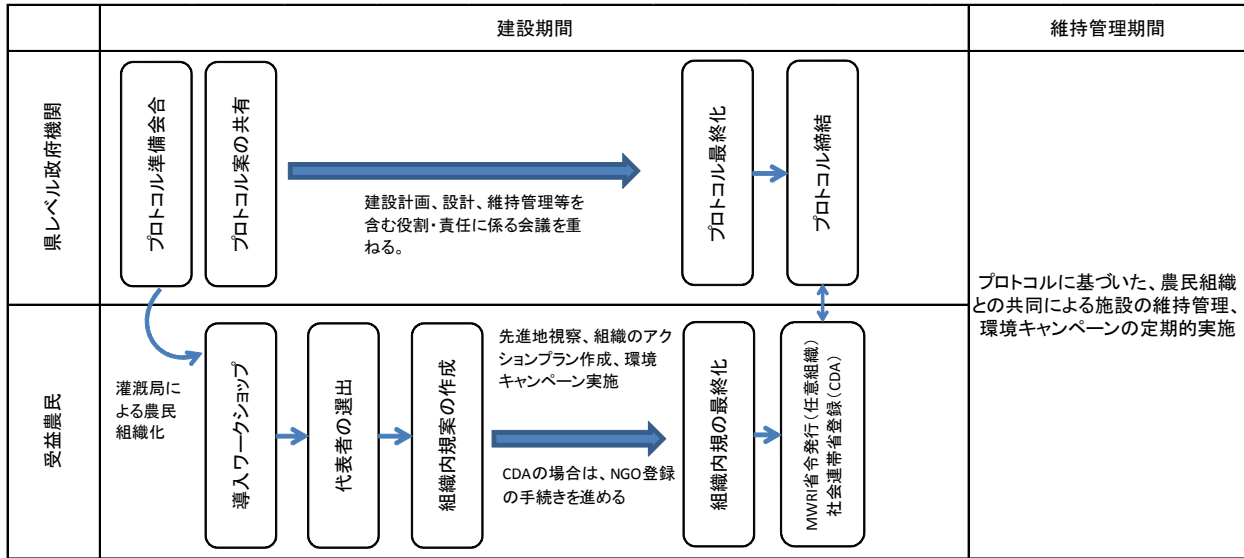 建設期間
維持管理期間
県レベル政府機関
プロトコル準備会合
プロトコル案の共有
建設計画、設計、維持管理等を
含む役割・責任に係る会議を重
ねる。
プロトコル最終化
プロトコル締結
受益農民
灌漑局に
よる農民
組織化
導入ワークショップ
代表者の選出
組織内規案の作成
先進地視察、組織のアク
ションプラン作成、環境
キャンペーン実施
CDAの場合は、NGO登録
の手続きを進める
組織内規の最終化
MWRI省令発行(任意組織)
社会連帯省登録(CDA)
プロトコルに基づいた、農民組織
との共同による施設の維持管理、
環境キャンペーンの定期的実施